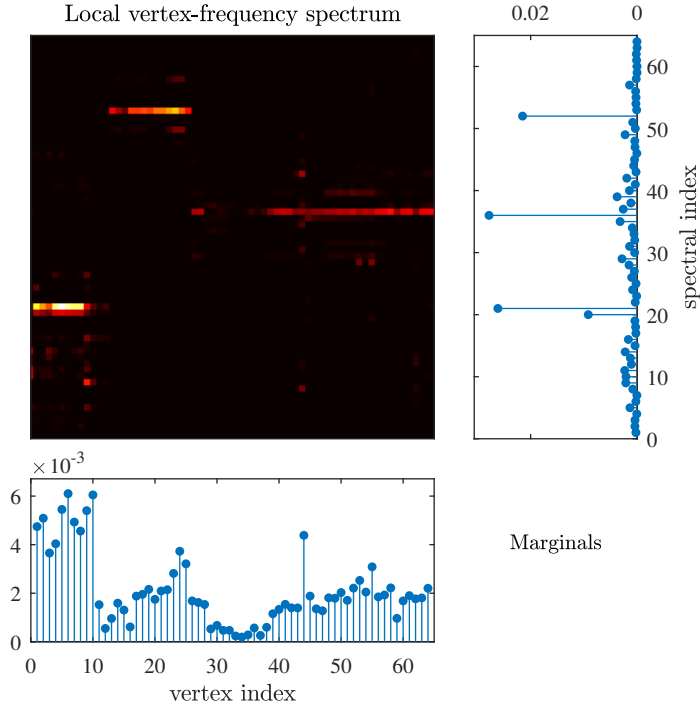 Local vertex-frequency spectrum
0.02 0
60
50
40
30
20
10
0
spectral index
×10⁻³
6
4
2
0
0 10 20 30 40 50 60
vertex index
Marginals